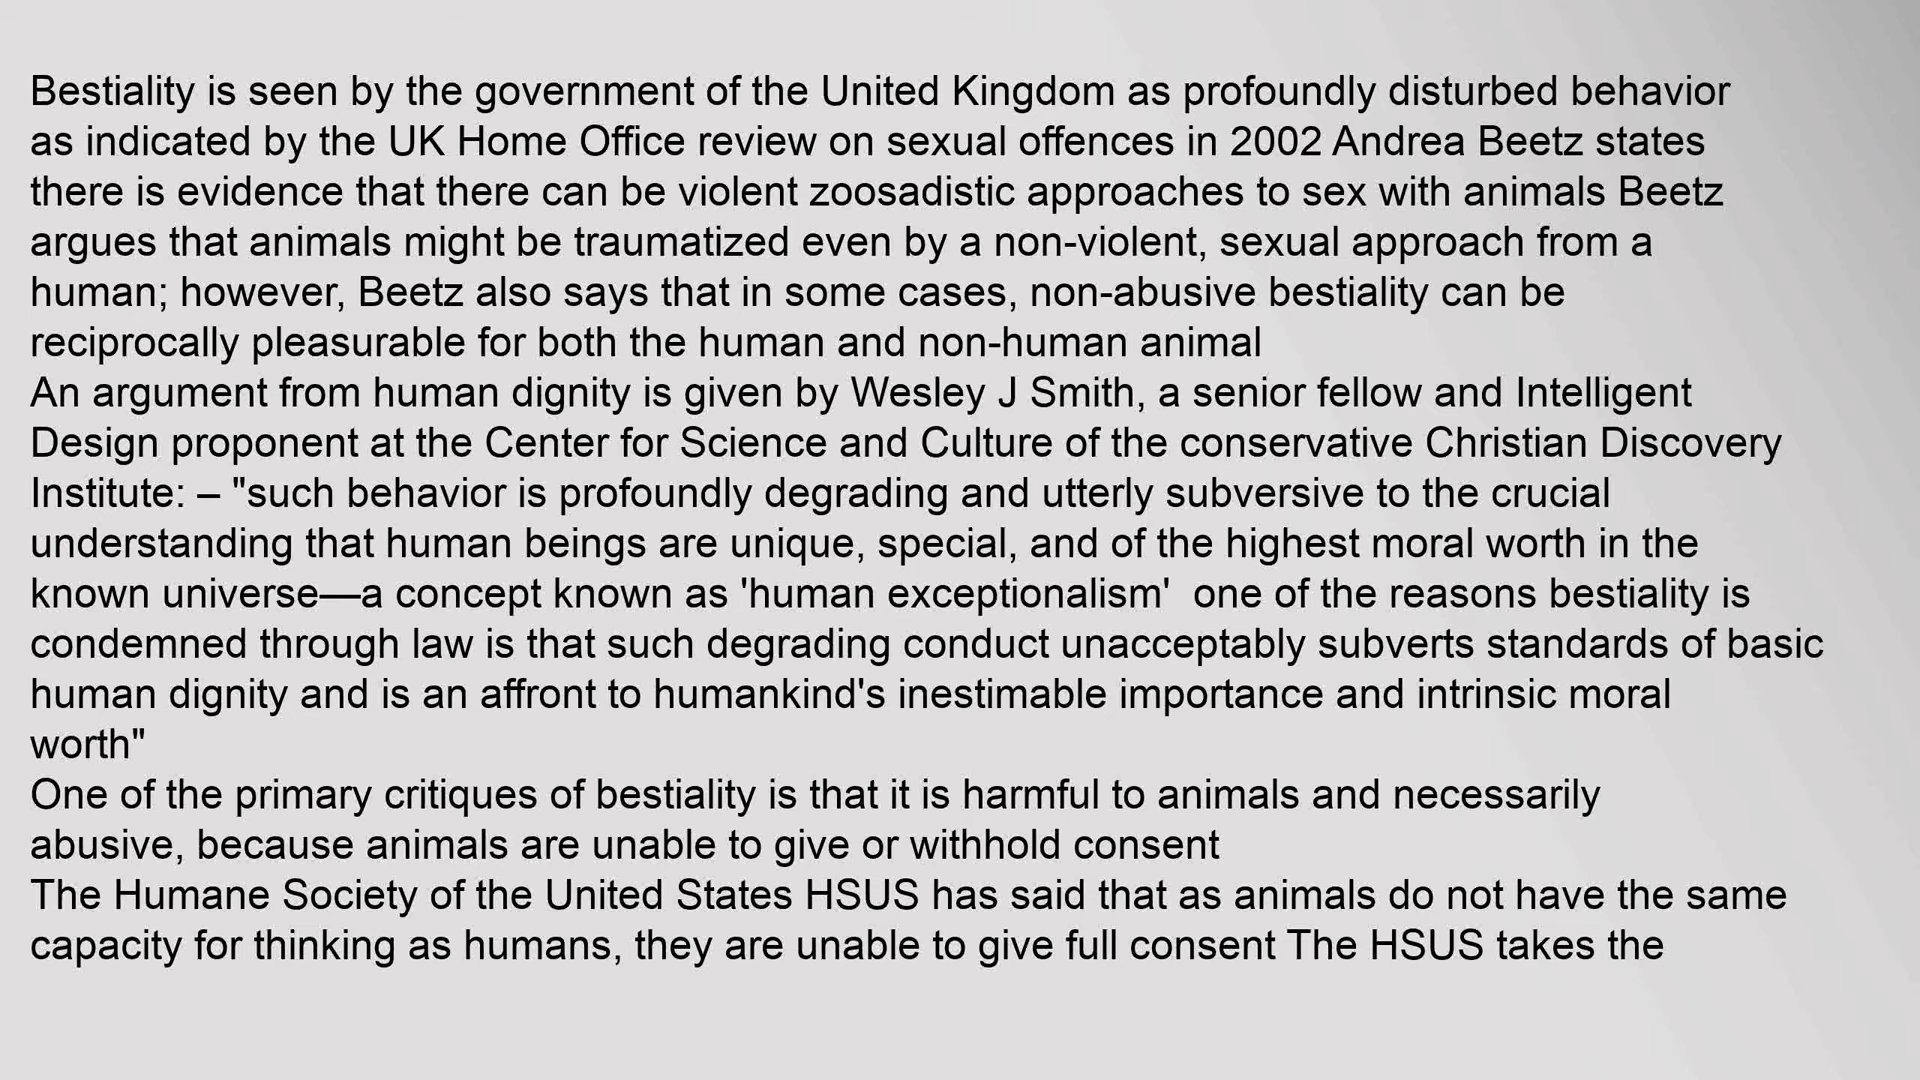 Bestiality is seen by the government of the United Kingdom as profoundly disturbed behavior
as indicated by the UK Home Office review on sexual offences in 2002 Andrea Beetz states
there is evidence that there can be violent zoosadistic approaches to sex with animals Beetz
argues that animals might be traumatized even by a non-violent, sexual approach from a
human; however, Beetz also says that in some cases, non-abusive bestiality can be
reciprocally pleasurable for both the human and non-human animal
An argument from human dignity is given by Wesley J Smith, a senior fellow and Intelligent
Design proponent at the Center for Science and Culture of the conservative Christian Discovery
Institute: – "such behavior is profoundly degrading and utterly subversive to the crucial
understanding that human beings are unique, special, and of the highest moral worth in the
known universe—a concept known as 'human exceptionalism'  one of the reasons bestiality is
condemned through law is that such degrading conduct unacceptably subverts standards of basic
human dignity and is an affront to humankind's inestimable importance and intrinsic moral
worth"
One of the primary critiques of bestiality is that it is harmful to animals and necessarily
abusive, because animals are unable to give or withhold consent
The Humane Society of the United States HSUS has said that as animals do not have the same
capacity for thinking as humans, they are unable to give full consent The HSUS takes the